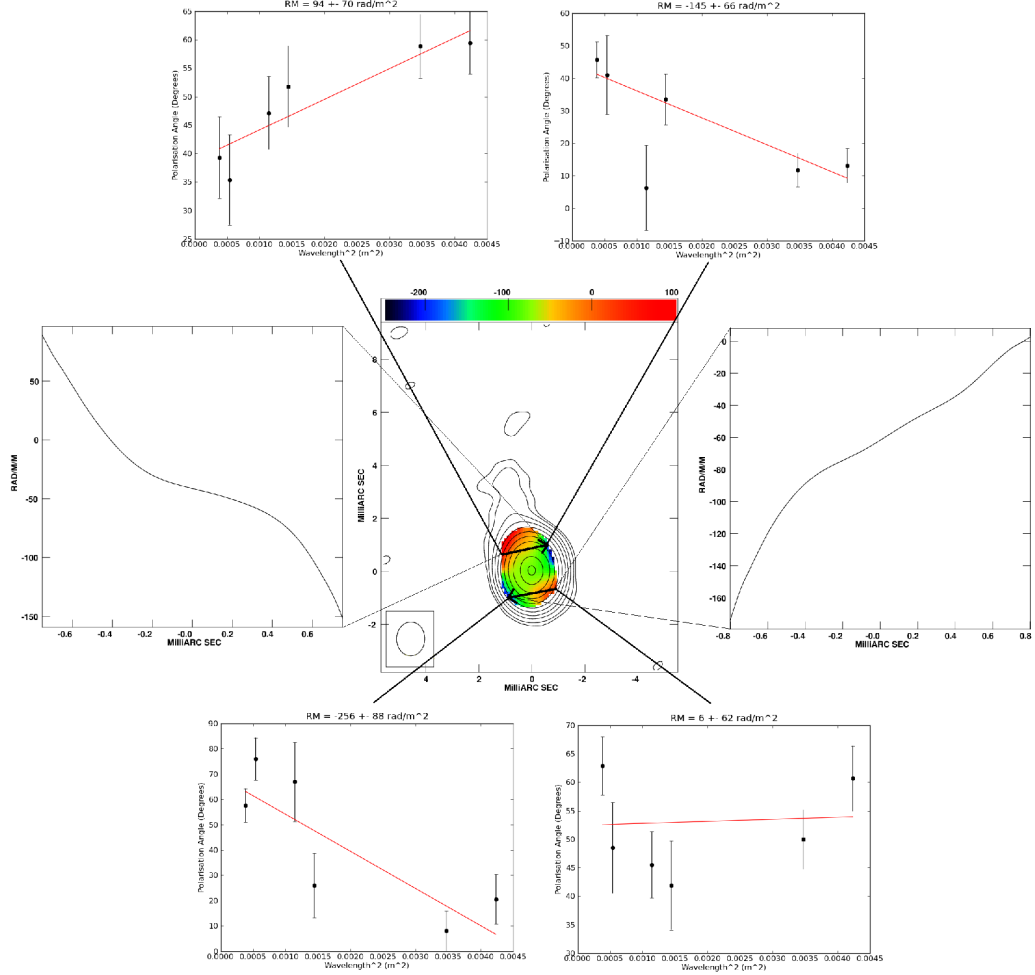 RM = 94 +- 70 rad/m^2
65
60
55
50
45
40
35
30
25
Polarisation Angle (Degrees)
0.0000 0.0005 0.0010 0.0015 0.0020 0.0025 0.0030 0.0035 0.0040 0.0045
Wavelength^2 (m^2)
RM = -145 +- 66 rad/m^2
60
50
40
30
20
10
0
−10
Polarisation Angle (Degrees)
0.0000 0.0005 0.0010 0.0015 0.0020 0.0025 0.0030 0.0035 0.0040 0.0045
Wavelength^2 (m^2)
50
0
-50
-100
-150
RAD/M/M
-0.6 -0.4 -0.2 -0.0 0.2 0.4 0.6
MilliARC SEC
-200 -100 0 100
8
6
4
2
0
-2
MilliARC SEC
4 2 0 -2 -4
MilliARC SEC
0
-20
-40
-60
-80
-100
-120
-140
-160
RAD/M/M
-0.8 -0.6 -0.4 -0.2 -0.0 0.2 0.4 0.6 0.8
MilliARC SEC
RM = -256 +- 88 rad/m^2
90
80
70
60
50
40
30
20
10
0
Polarisation Angle (Degrees)
0.0000 0.0005 0.0010 0.0015 0.0020 0.0025 0.0030 0.0035 0.0040 0.0045
Wavelength^2 (m^2)
RM = 6 +- 62 rad/m^2
70
65
60
55
50
45
40
35
30
Polarisation Angle (Degrees)
0.0000 0.0005 0.0010 0.0015 0.0020 0.0025 0.0030 0.0035 0.0040 0.0045
Wavelength^2 (m^2)